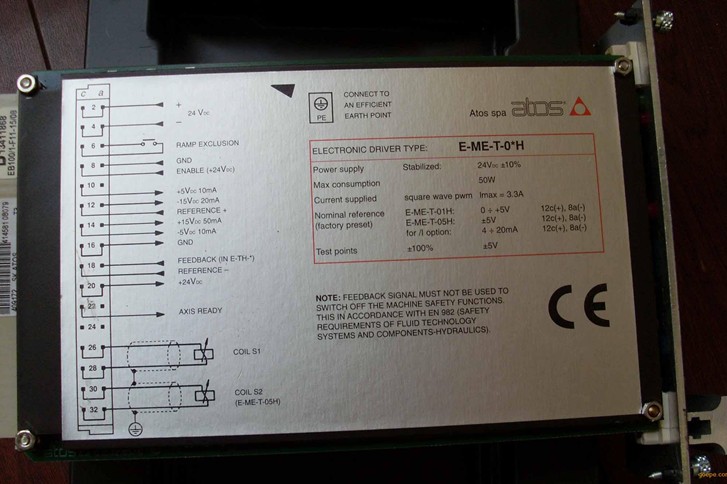 c a
2
4
6
8
10
12
14
16
18
20
22
24
26
28
30
32
+
24 VDC
–
RAMP EXCLUSION
GND
ENABLE (+24VDC)
+5VDC 10mA
-15VDC 20mA
REFERENCE +
+15VDC 50mA
-5VDC 10mA
GND
FEEDBACK (IN E-TH-*)
REFERENCE –
+24VDC
AXIS READY
COIL S1
COIL S2
(E-ME-T-05H)
PE
CONNECT TO
AN EFFICIENT
EARTH POINT
Atos spa atos
ELECTRONIC DRIVER TYPE: E-ME-T-0*H
Power supply Stabilized: 24VDC ±10%
Max consumption 50W
Current supplied square wave pwm Imax = 3.3A
Nominal reference E-ME-T-01H: 0 ÷ +5V 12c(+), 8a(-)
(factory preset) E-ME-T-05H: ±5V 12c(+), 8a(-)
for /I option: 4 ÷ 20mA 12c(+), 8a(-)
Test points ±100% ±5V
NOTE: FEEDBACK SIGNAL MUST NOT BE USED TO
SWITCH OFF THE MACHINE SAFETY FUNCTIONS.
THIS IN ACCORDANCE WITH EN 982 (SAFETY
REQUIREMENTS OF FLUID TECHNOLOGY
SYSTEMS AND COMPONENTS-HYDRAULICS).
CE
atos